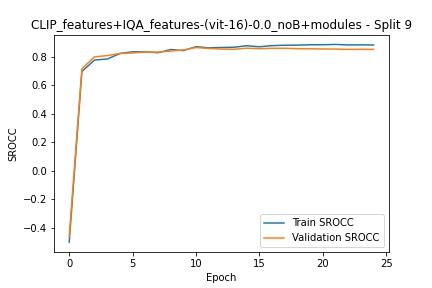 CLIP_features+IQA_features-(vit-16)-0.0_noB+modules - Split 9
0.8
0.6
0.4
0.2
0.0
−0.2
−0.4
SROCC
Train SROCC
Validation SROCC
0 5 10 15 20 25
Epoch